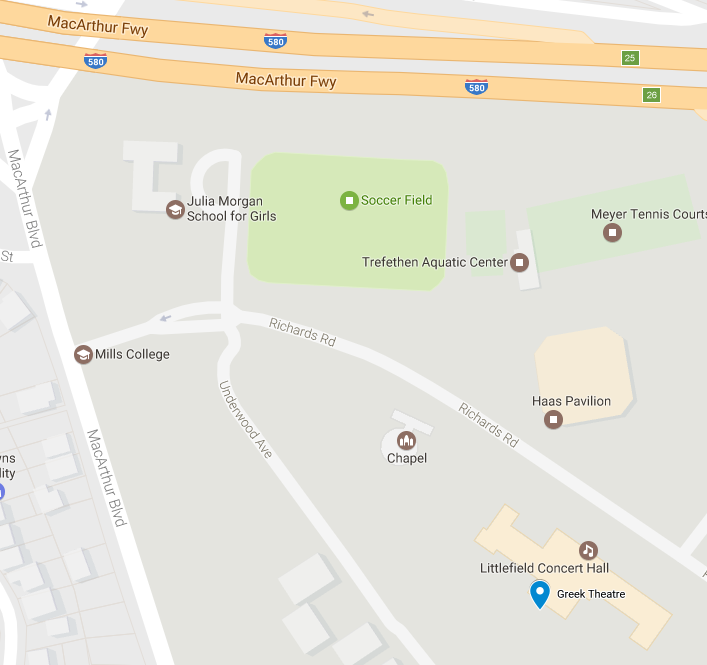 MacArthur Fwy
580
25
580
MacArthur Fwy
580
26
MacArthur Blvd
Julia Morgan
School for Girls
Soccer Field
Meyer Tennis Courts
St
Trefethen Aquatic Center
Richards Rd
Mills College
Underwood Ave
Haas Pavilion
Richards Rd
Chapel
MacArthur Blvd
wns
lity
Littlefield Concert Hall
Greek Theatre